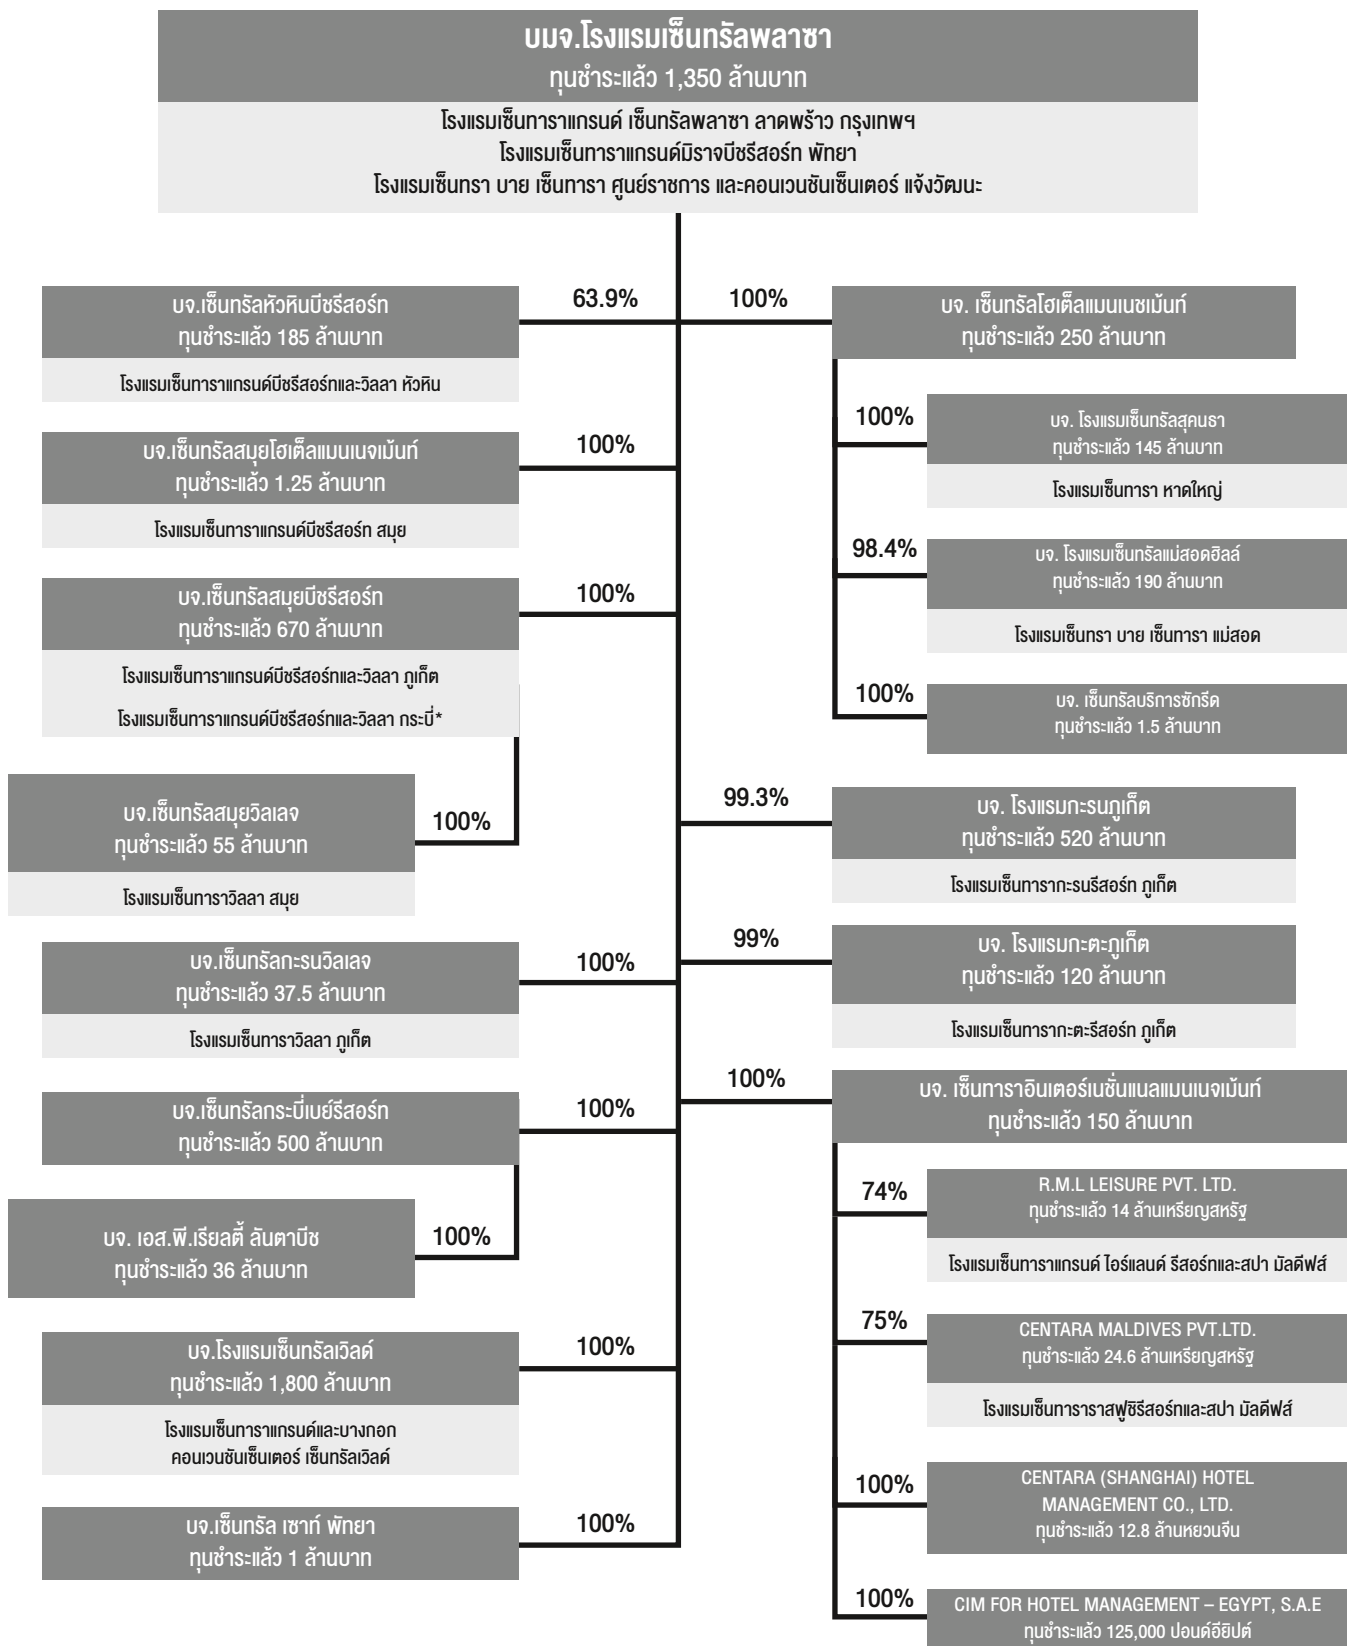 บมจ.โรงแรมเซ็นทรัลพลาซา
ทุนชำระแล้ว 1,350 ล้านบาท
โรงแรมเซ็นทาราแกรนด์ เซ็นทรัลพลาซา ลาดพร้าว กรุงเทพฯ
โรงแรมเซ็นทาราแกรนด์มิราจบีชรีสอร์ท พัทยา
โรงแรมเซ็นทรา บาย เซ็นทารา ศูนย์ราชการ และคอนเวนชันเซ็นเตอร์ แจ้งวัฒนะ
63.9%
บจ.เซ็นทรัลหัวหินบีชรีสอร์ท
ทุนชำระแล้ว 185 ล้านบาท
โรงแรมเซ็นทาราแกรนด์บีชรีสอร์ทและวิลลา หัวหิน
100%
บจ.เซ็นทรัลสมุยโฮเต็ลแมนเนจเม้นท์
ทุนชำระแล้ว 1.25 ล้านบาท
โรงแรมเซ็นทาราแกรนด์บีชรีสอร์ท สมุย
100%
บจ.เซ็นทรัลสมุยบีชรีสอร์ท
ทุนชำระแล้ว 670 ล้านบาท
โรงแรมเซ็นทาราแกรนด์บีชรีสอร์ทและวิลลา ภูเก็ต
โรงแรมเซ็นทาราแกรนด์บีชรีสอร์ทและวิลลา กระบี่*
100%
บจ.เซ็นทรัลสมุยวิลเลจ
ทุนชำระแล้ว 55 ล้านบาท
โรงแรมเซ็นทาราวิลลา สมุย
100%
บจ.เซ็นทรัลกะรนวิลเลจ
ทุนชำระแล้ว 37.5 ล้านบาท
โรงแรมเซ็นทาราวิลลา ภูเก็ต
100%
บจ.เซ็นทรัลกระบี่เบย์รีสอร์ท
ทุนชำระแล้ว 500 ล้านบาท
100%
บจ. เอส.พี.เรียลตี้ ลันตาบีช
ทุนชำระแล้ว 36 ล้านบาท
100%
บจ.โรงแรมเซ็นทรัลเวิลด์
ทุนชำระแล้ว 1,800 ล้านบาท
โรงแรมเซ็นทาราแกรนด์และบางกอก
คอนเวนชันเซ็นเตอร์ เซ็นทรัลเวิลด์
100%
บจ.เซ็นทรัล เซาท์ พัทยา
ทุนชำระแล้ว 1 ล้านบาท
100%
บจ. เซ็นทรัลโฮเต็ลแมนเนชเม้นท์
ทุนชำระแล้ว 250 ล้านบาท
100%
บจ. โรงแรมเซ็นทรัลสุคนธา
ทุนชำระแล้ว 145 ล้านบาท
โรงแรมเซ็นทารา หาดใหญ่
98.4%
บจ. โรงแรมเซ็นทรัลแม่สอดฮิลล์
ทุนชำระแล้ว 190 ล้านบาท
โรงแรมเซ็นทรา บาย เซ็นทารา แม่สอด
100%
บจ. เซ็นทรัลบริการซักรีด
ทุนชำระแล้ว 1.5 ล้านบาท
99.3%
บจ. โรงแรมกะรนภูเก็ต
ทุนชำระแล้ว 520 ล้านบาท
โรงแรมเซ็นทารากะรนรีสอร์ท ภูเก็ต
99%
บจ. โรงแรมกะตะภูเก็ต
ทุนชำระแล้ว 120 ล้านบาท
โรงแรมเซ็นทารากะตะรีสอร์ท ภูเก็ต
100%
บจ. เซ็นทาราอินเตอร์เนชั่นแนลแมนเนจเม้นท์
ทุนชำระแล้ว 150 ล้านบาท
74%
R.M.L LEISURE PVT. LTD.
ทุนชำระแล้ว 14 ล้านเหรียญสหรัฐ
โรงแรมเซ็นทาราแกรนด์ ไอร์แลนด์ รีสอร์ทและสปา มัลดีฟส์
75%
CENTARA MALDIVES PVT.LTD.
ทุนชำระแล้ว 24.6 ล้านเหรียญสหรัฐ
โรงแรมเซ็นทาราราสฟูชิรีสอร์ทและสปา มัลดีฟส์
100%
CENTARA (SHANGHAI) HOTEL
MANAGEMENT CO., LTD.
ทุนชำระแล้ว 12.8 ล้านหยวนจีน
100%
CIM FOR HOTEL MANAGEMENT – EGYPT, S.A.E
ทุนชำระแล้ว 125,000 ปอนด์อียิปต์